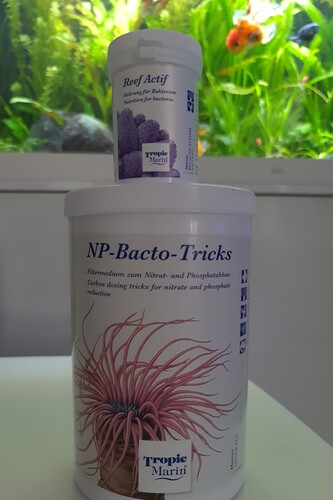 Reef Actif
Nahrung für Bakterien
Nutrition for bacteria
Tropic
Marin®
NP-Bacto-Tricks
Filtermedium zum Nitrat- und Phosphatabbau
Carbon dosing tricks for nitrate and phosphate
reduction
Tropic
Marin®